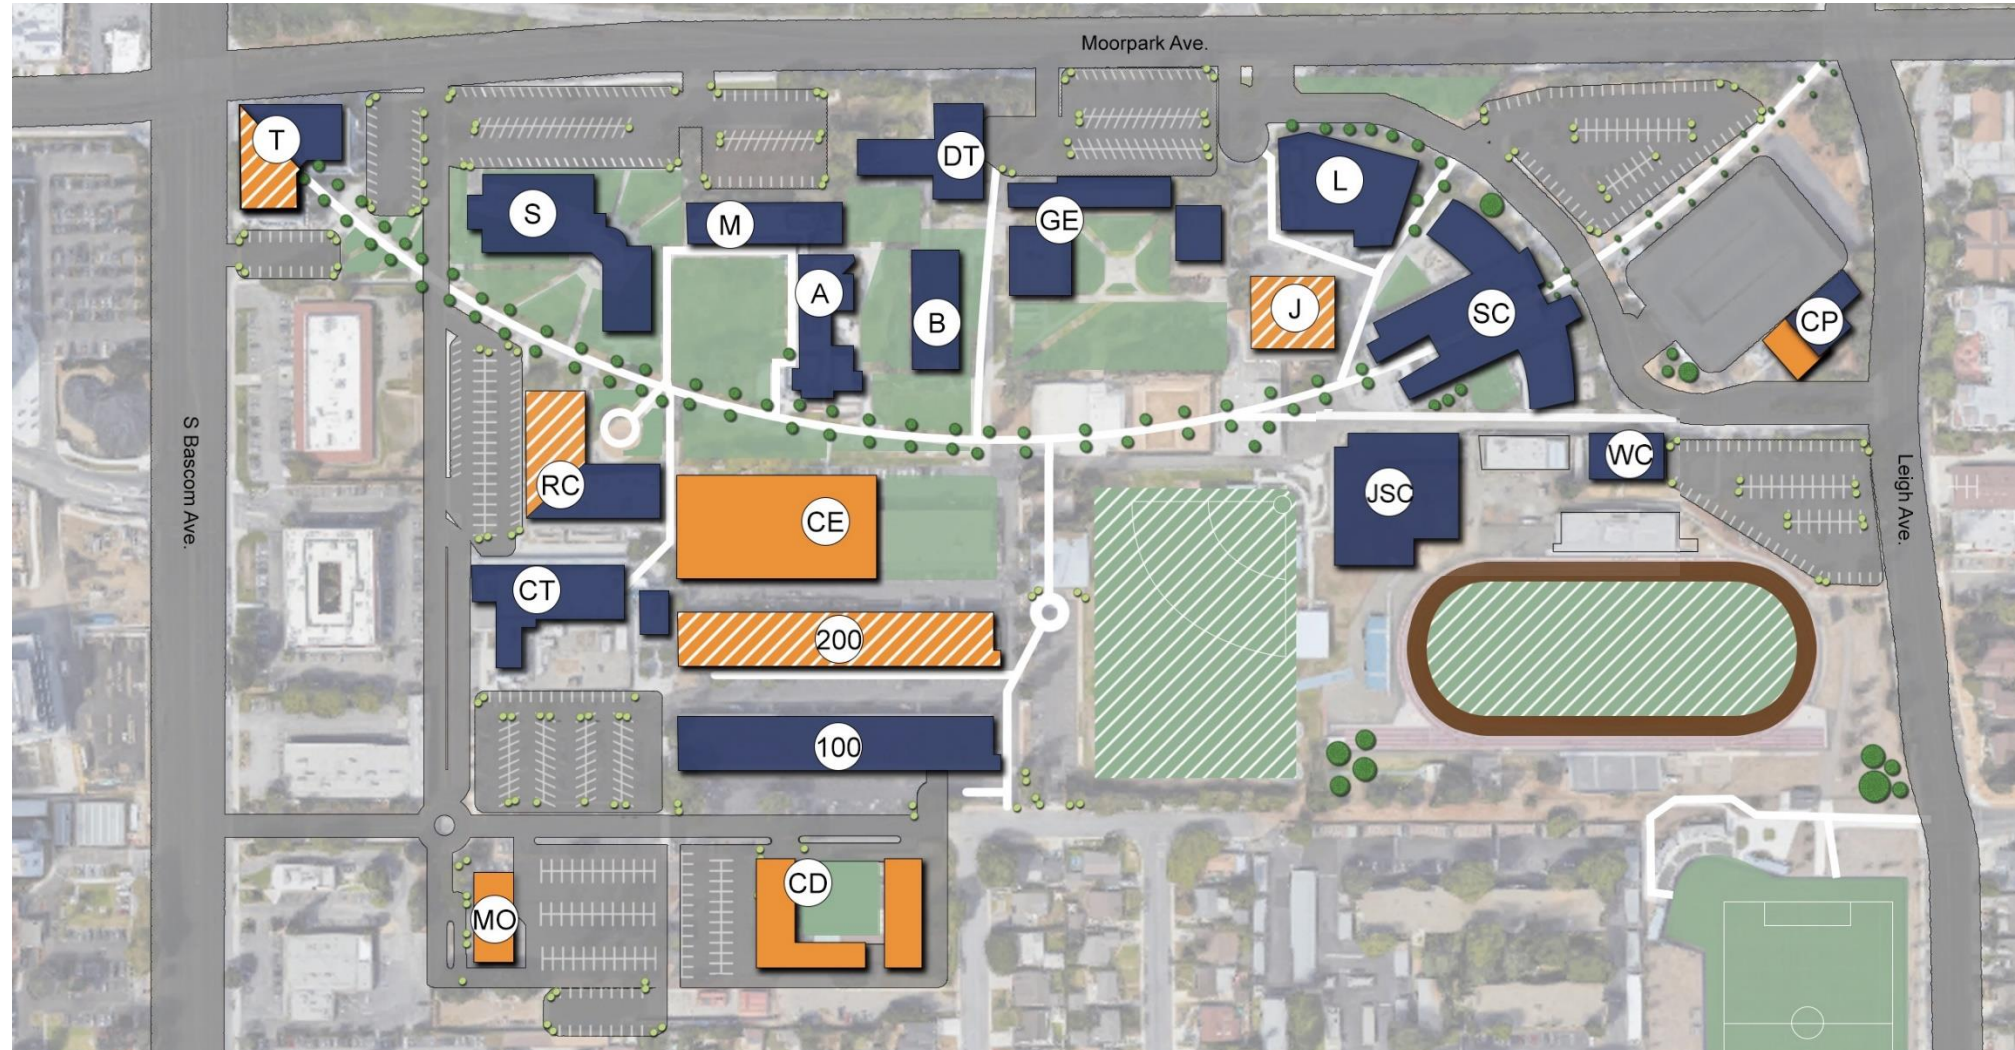 Moorpark Ave.
T
DT
L
S
M
GE
A
B
J
SC
CP
S Bascom Ave.
RC
CE
JSC
WC
Leigh Ave.
CT
200
100
CD
MO